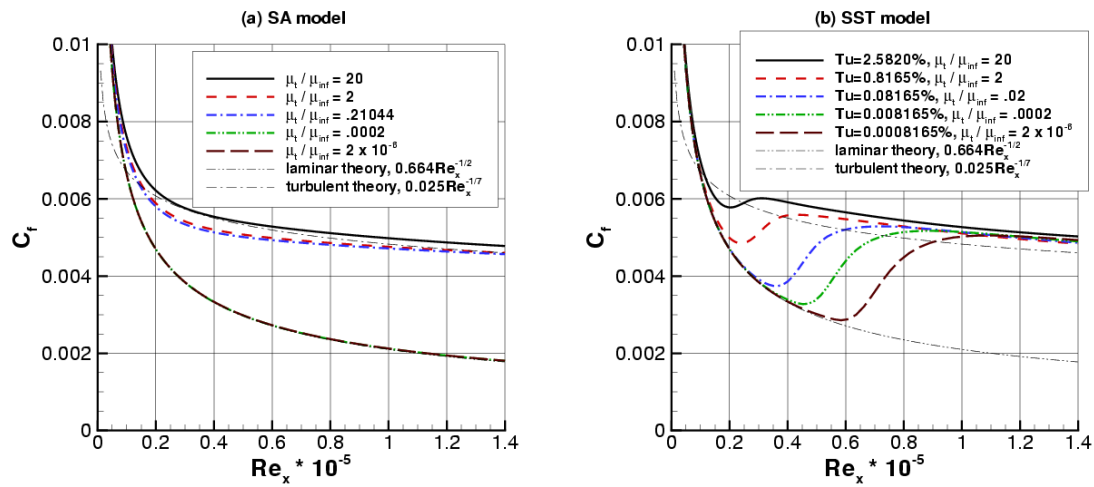 (a) SA model
0.01
0.008
0.006
0.004
0.002
0
C_f
μ_t / μ_inf = 20
μ_t / μ_inf = 2
μ_t / μ_inf = .21044
μ_t / μ_inf = .0002
μ_t / μ_inf = 2 x 10^-8
laminar theory, 0.664Re_x^-1/2
turbulent theory, 0.025Re_x^-1/7
0 0.2 0.4 0.6 0.8 1 1.2 1.4
Re_x * 10^-5
(b) SST model
0.01
0.008
0.006
0.004
0.002
0
C_f
Tu=2.5820%, μ_t / μ_inf = 20
Tu=0.8165%, μ_t / μ_inf = 2
Tu=0.08165%, μ_t / μ_inf = .02
Tu=0.008165%, μ_t / μ_inf = .0002
Tu=0.0008165%, μ_t / μ_inf = 2 x 10^-8
laminar theory, 0.664Re_x^-1/2
turbulent theory, 0.025Re_x^-1/7
0 0.2 0.4 0.6 0.8 1 1.2 1.4
Re_x * 10^-5